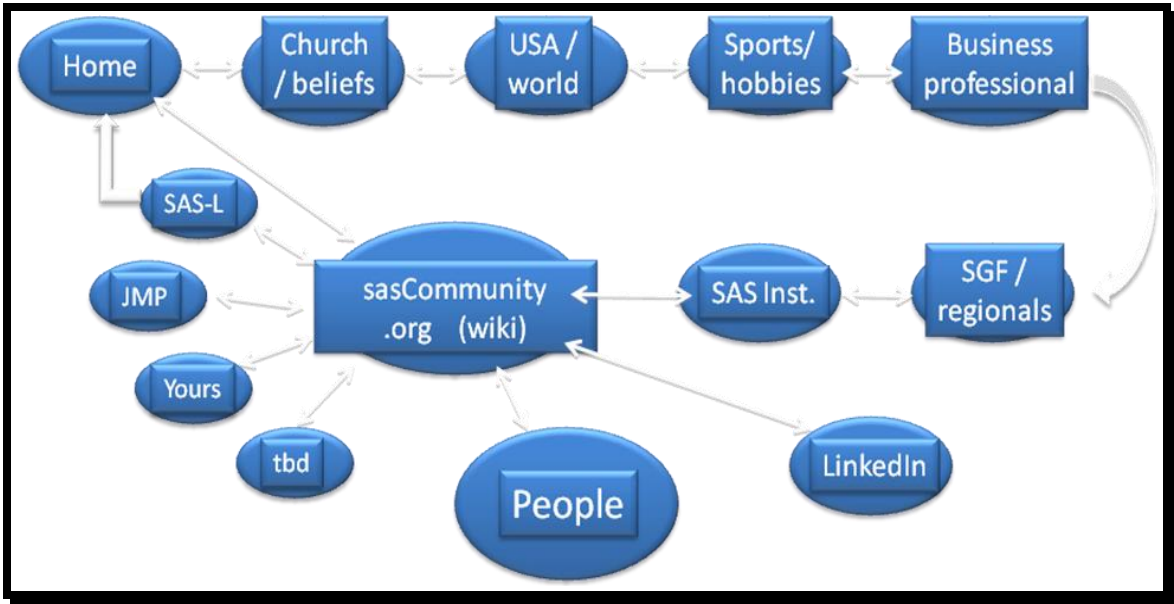 Home
Church
/ beliefs
USA /
world
Sports/
hobbies
Business
professional
SAS-L
JMP
Yours
tbd
sasCommunity
.org (wiki)
SAS Inst.
SGF /
regionals
People
LinkedIn